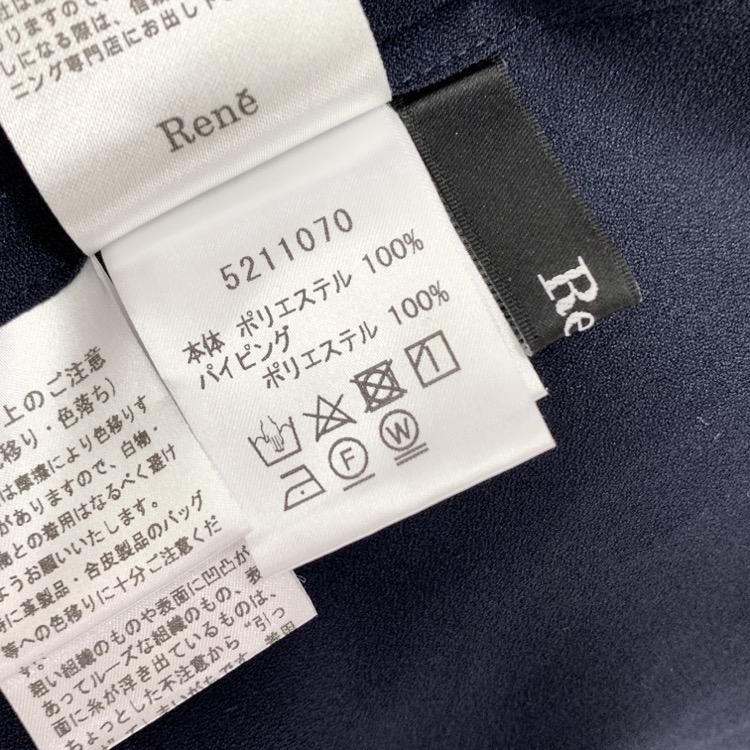 りますので
しになる際は、信
ニング専門店にお出し下
René
5211070
本体 ポリエステル 100%
パイピング
ポリエステル 100%
F
W
Re
上のご注意
色移り・色落ち)
は摩擦により色移りす
がありますので、白物・
との着用はなるべく避け
ようお願いいたします。
特に革製品・合皮製品のバッグ
等への色移りに十分ご注意くだ
す。
粗い組織のものや表面に凹凸が
あってルーズな組織のもの、表
面に糸が浮き出ているものは、
ちょっとした不注意から“引っ